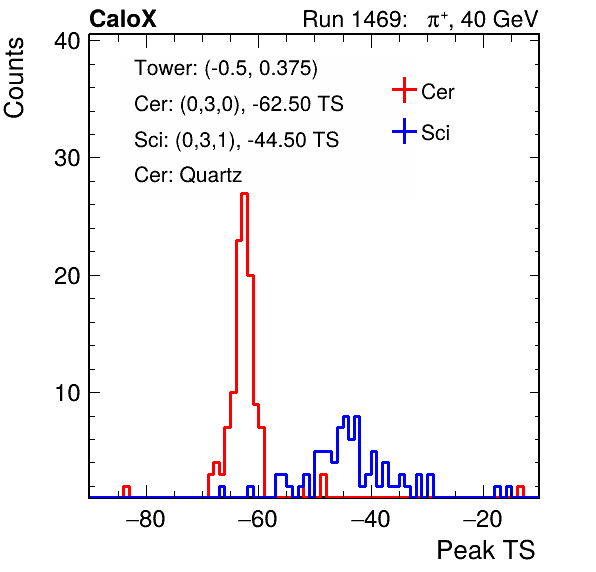 CaloX Run 1469: π⁺, 40 GeV
Counts
40
30
20
10
Tower: (-0.5, 0.375)
Cer: (0,3,0), -62.50 TS
Sci: (0,3,1), -44.50 TS
Cer: Quartz
Cer
Sci
−80 −60 −40 −20
Peak TS